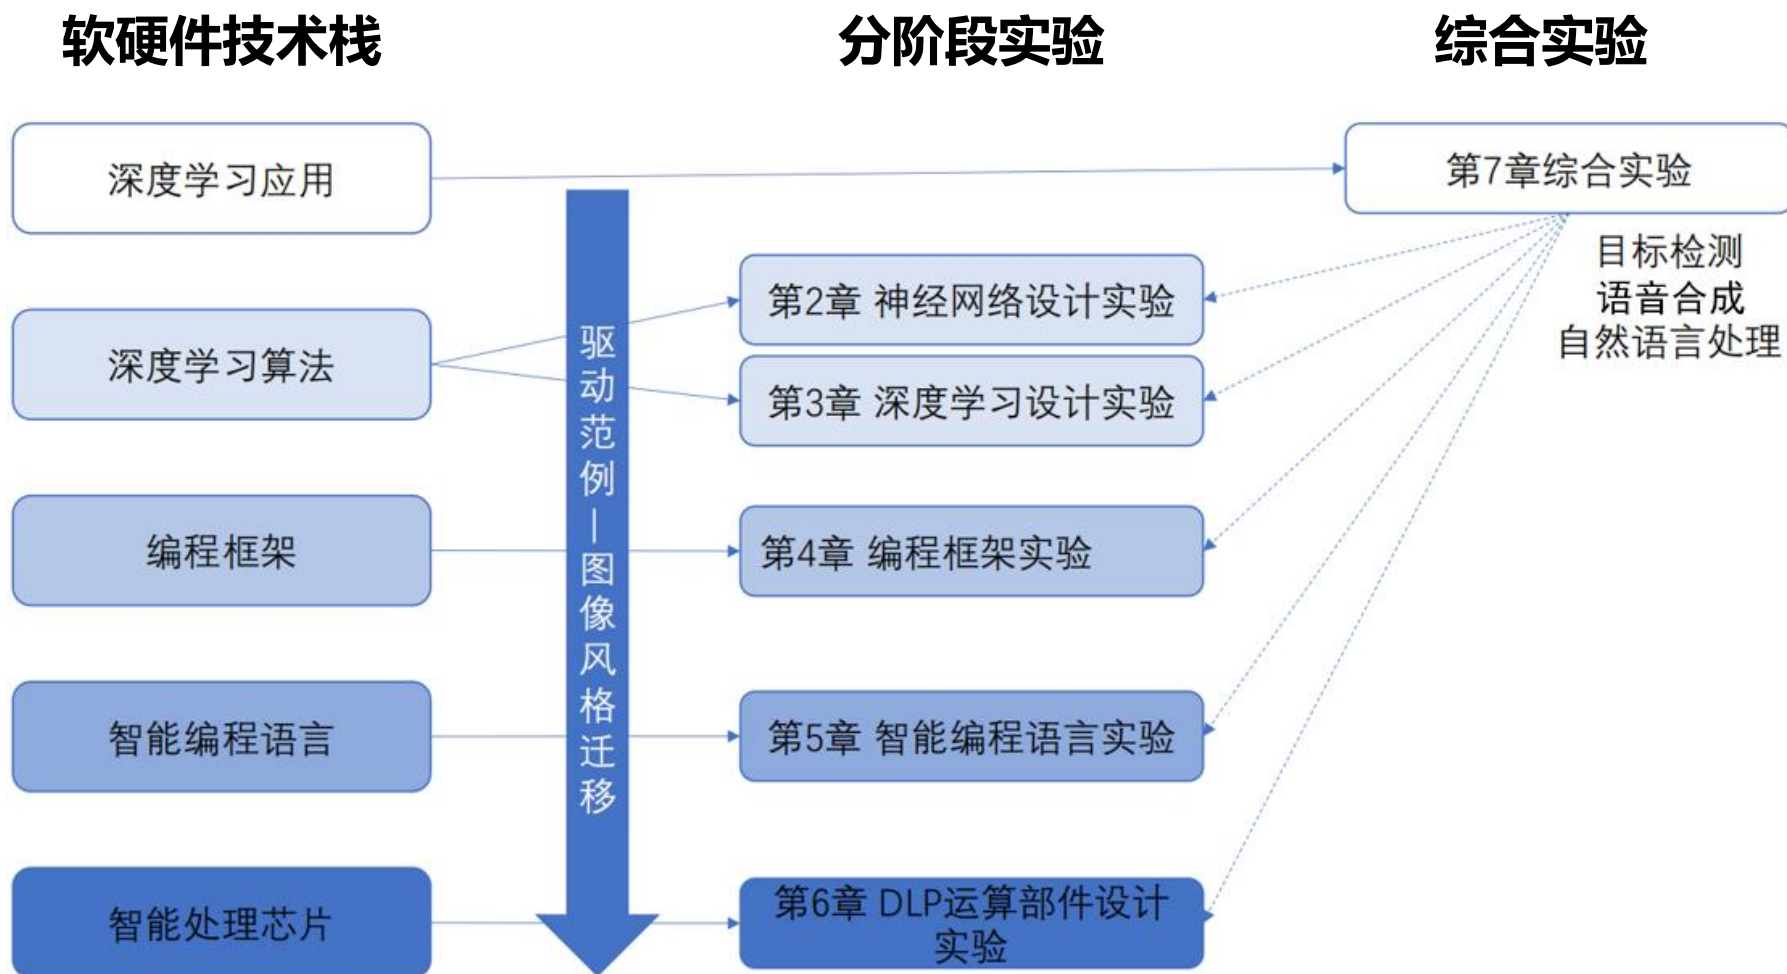 软硬件技术栈
分阶段实验
综合实验
深度学习应用
第7章综合实验
目标检测
语音合成
自然语言处理
第2章 神经网络设计实验
深度学习算法
第3章 深度学习设计实验
驱动范例—图像风格迁移
编程框架
第4章 编程框架实验
智能编程语言
第5章 智能编程语言实验
智能处理芯片
第6章 DLP运算部件设计
实验